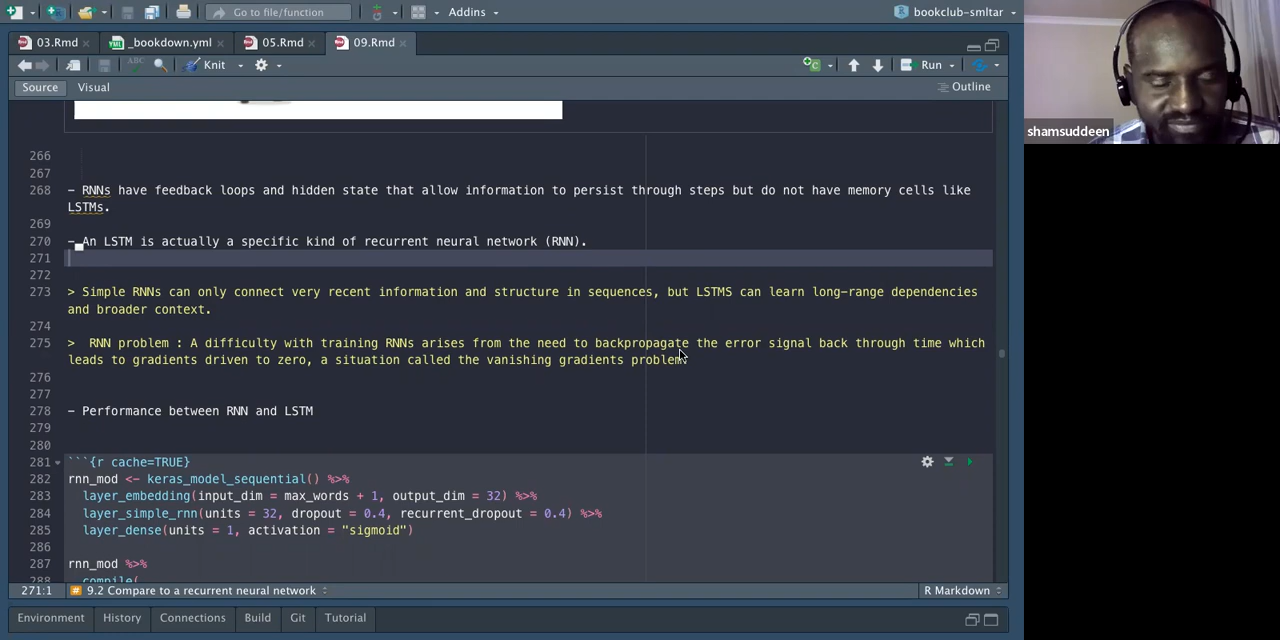 Go to file/function
Addins
bookclub-smltar
03.Rmd
_bookdown.yml
05.Rmd
09.Rmd
ABC
Knit
Run
Source
Visual
Outline
shamsuddeen
266
267
268 - RNNs have feedback loops and hidden state that allow information to persist through steps but do not have memory cells like
LSTMs.
269
270 - An LSTM is actually a specific kind of recurrent neural network (RNN).
271
272
273 > Simple RNNs can only connect very recent information and structure in sequences, but LSTMS can learn long-range dependencies
and broader context.
274
275 >  RNN problem : A difficulty with training RNNs arises from the need to backpropagate the error signal back through time which
leads to gradients driven to zero, a situation called the vanishing gradients problem
276
277
278 - Performance between RNN and LSTM
279
280
281 ```{r cache=TRUE}
282 rnn_mod <- keras_model_sequential() %>%
283   layer_embedding(input_dim = max_words + 1, output_dim = 32) %>%
284   layer_simple_rnn(units = 32, dropout = 0.4, recurrent_dropout = 0.4) %>%
285   layer_dense(units = 1, activation = "sigmoid")
286
287 rnn_mod %>%
288   compile(
271:1
# 9.2 Compare to a recurrent neural network
R Markdown
Environment
History
Connections
Build
Git
Tutorial